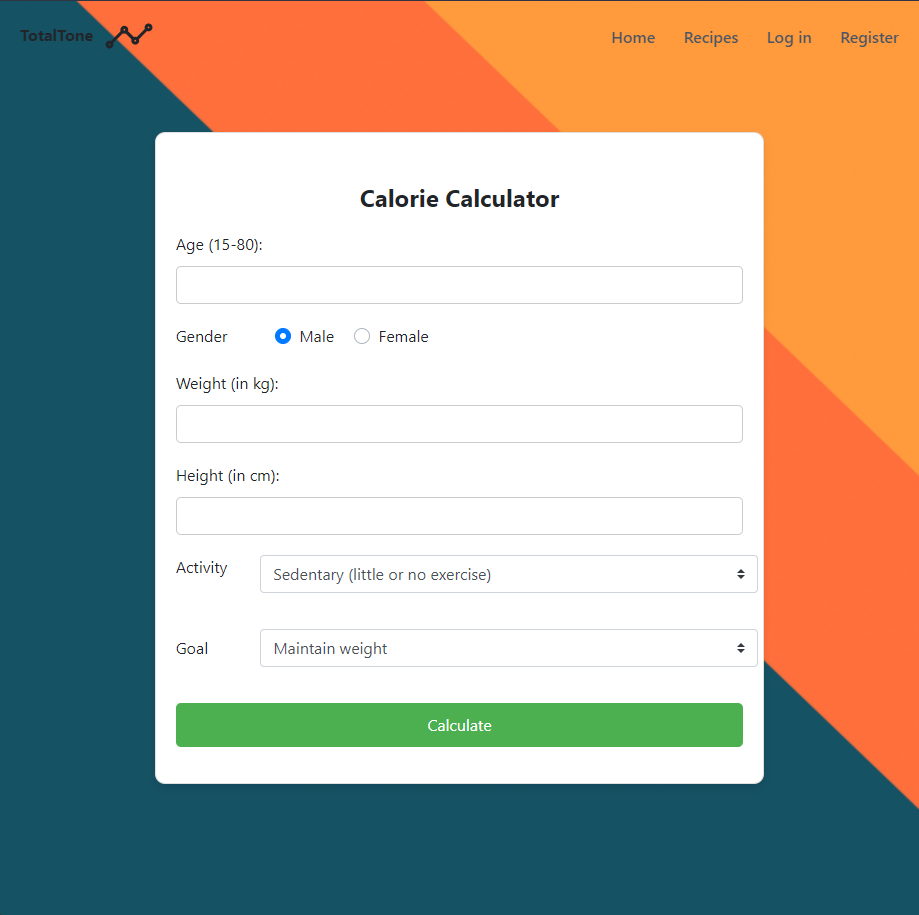 TotalTone
Home Recipes Log in Register
Calorie Calculator
Age (15-80):
Gender Male Female
Weight (in kg):
Height (in cm):
Activity Sedentary (little or no exercise)
Goal Maintain weight
Calculate